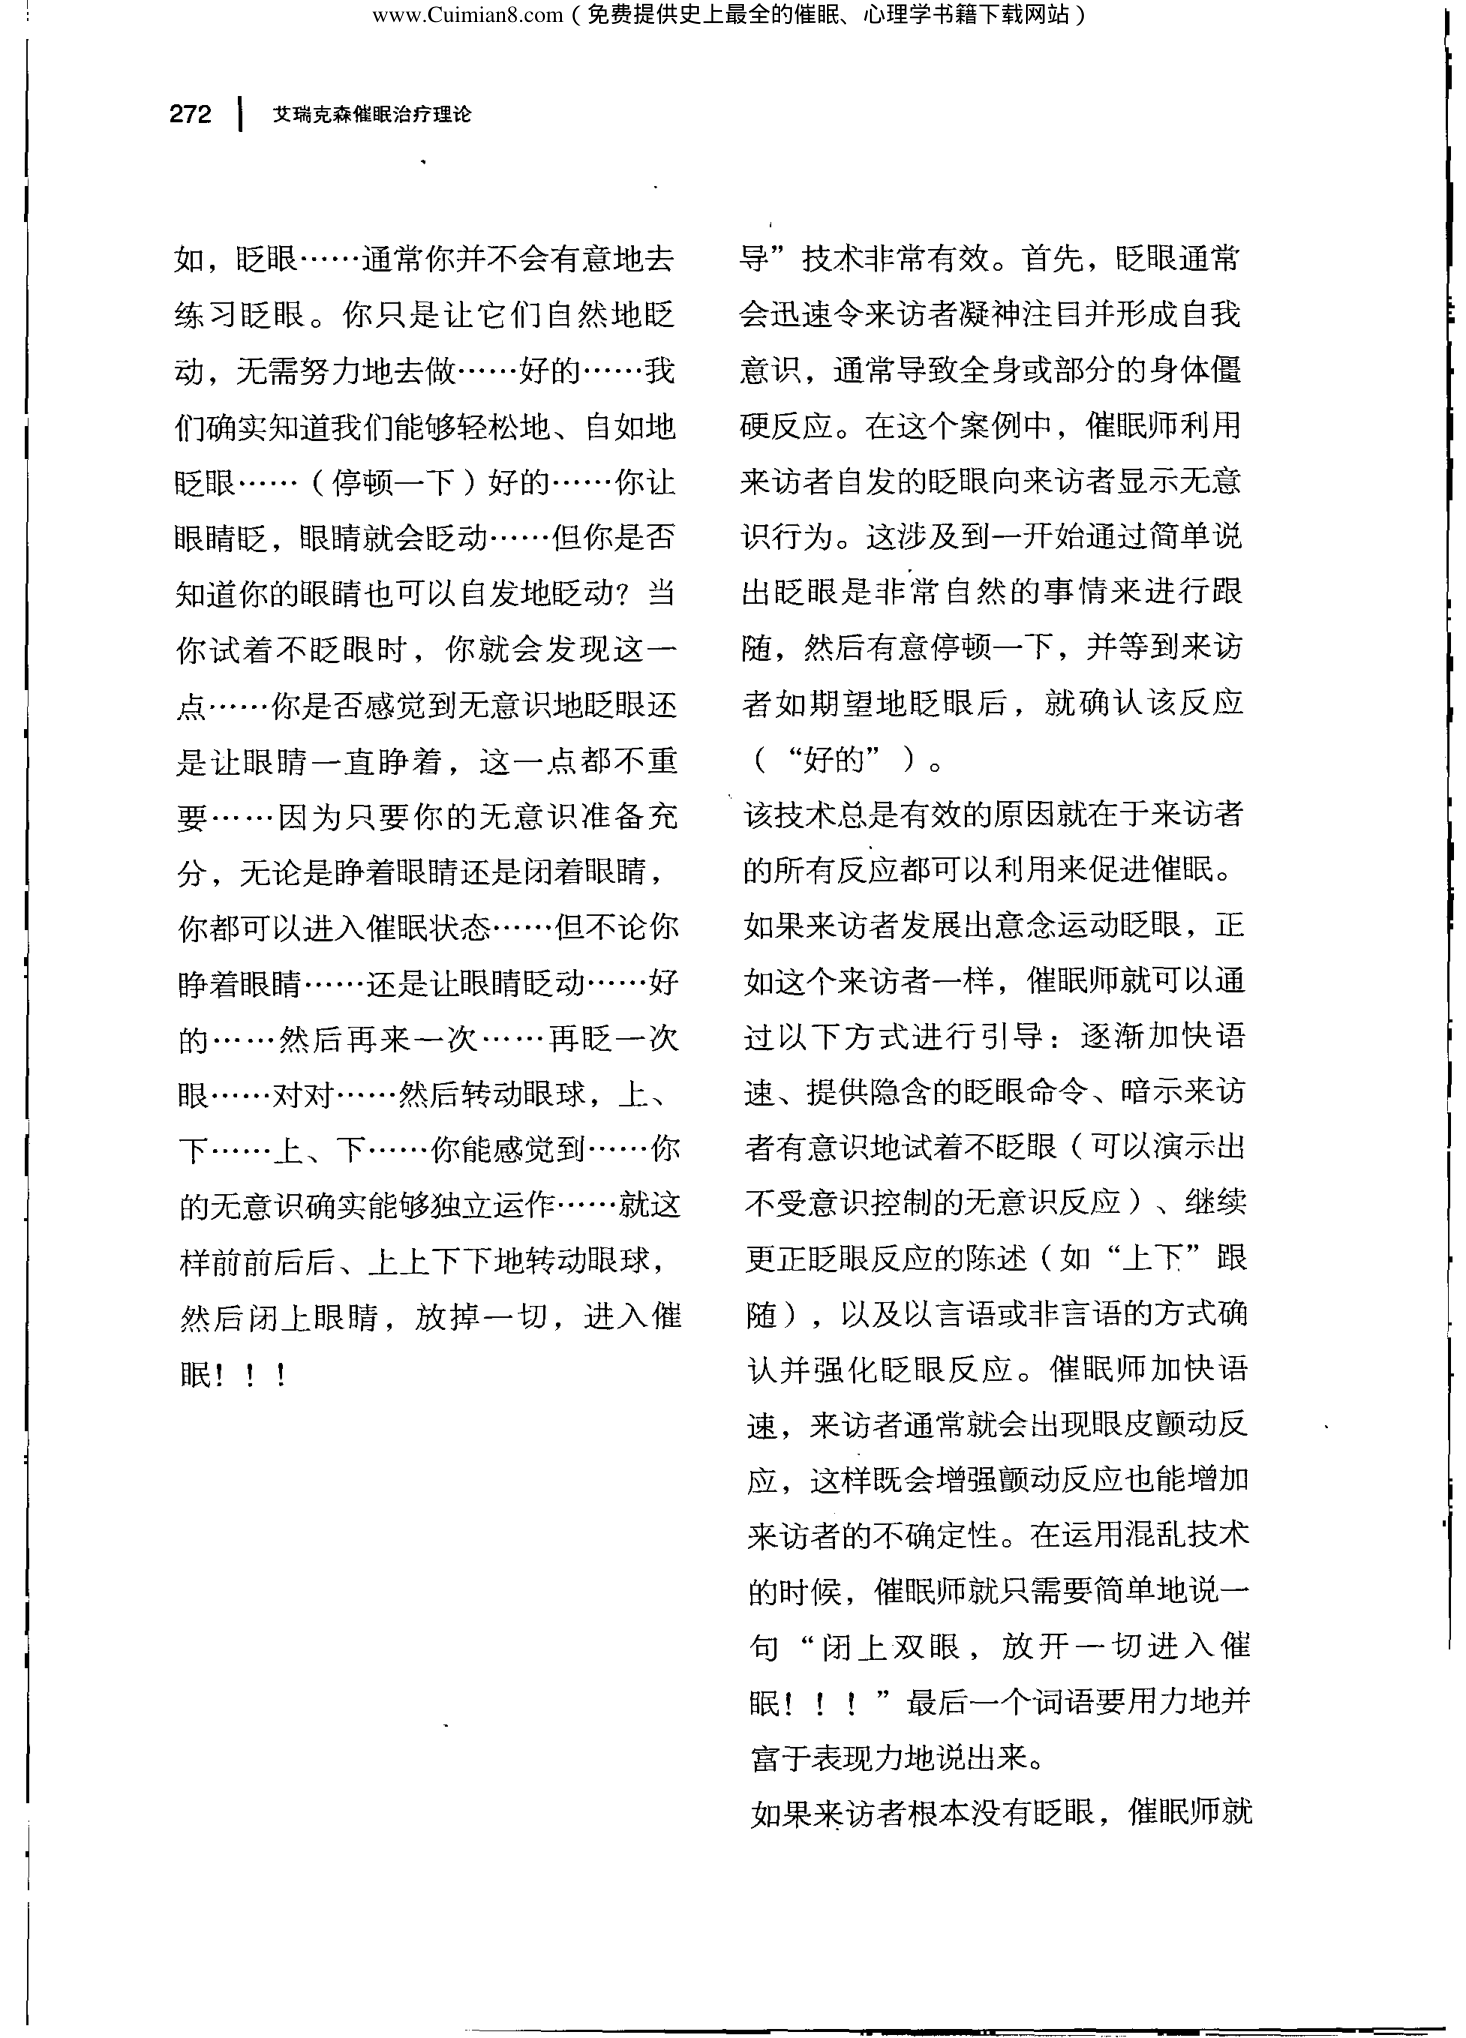 www.Cuimian8.com（免费提供史上最全的催眠、心理学书籍下载网站）
272 | 艾瑞克森催眠治疗理论
如，眨眼……通常你并不会有意地去
练习眨眼。你只是让它们自然地眨
动，无需努力地去做……好的……我
们确实知道我们能够轻松地、自如地
眨眼……（停顿一下）好的……你让
眼睛眨，眼睛就会眨动……但你是否
知道你的眼睛也可以自发地眨动？当
你试着不眨眼时，你就会发现这一
点……你是否感觉到无意识地眨眼还
是让眼睛一直睁着，这一点都不重
要……因为只要你的无意识准备充
分，无论是睁着眼睛还是闭着眼睛，
你都可以进入催眠状态……但不论你
睁着眼睛……还是让眼睛眨动……好
的……然后再来一次……再眨一次
眼……对对……然后转动眼球，上、
下……上、下……你能感觉到……你
的无意识确实能够独立运作……就这
样前前后后、上上下下地转动眼球，
然后闭上眼睛，放掉一切，进入催
眠！！！
导”技术非常有效。首先，眨眼通常
会迅速令来访者凝神注目并形成自我
意识，通常导致全身或部分的身体僵
硬反应。在这个案例中，催眠师利用
来访者自发的眨眼向来访者显示无意
识行为。这涉及到一开始通过简单说
出眨眼是非常自然的事情来进行跟
随，然后有意停顿一下，并等到来访
者如期望地眨眼后，就确认该反应
（“好的”）。
该技术总是有效的原因就在于来访者
的所有反应都可以利用来促进催眠。
如果来访者发展出意念运动眨眼，正
如这个来访者一样，催眠师就可以通
过以下方式进行引导：逐渐加快语
速、提供隐含的眨眼命令、暗示来访
者有意识地试着不眨眼（可以演示出
不受意识控制的无意识反应）、继续
更正眨眼反应的陈述（如“上下”跟
随），以及以言语或非言语的方式确
认并强化眨眼反应。催眠师加快语
速，来访者通常就会出现眼皮颤动反
应，这样既会增强颤动反应也能增加
来访者的不确定性。在运用混乱技术
的时候，催眠师就只需要简单地说一
句“闭上双眼，放开一切进入催
眠！！！”最后一个词语要用力地并
富于表现力地说出来。
如果来访者根本没有眨眼，催眠师就